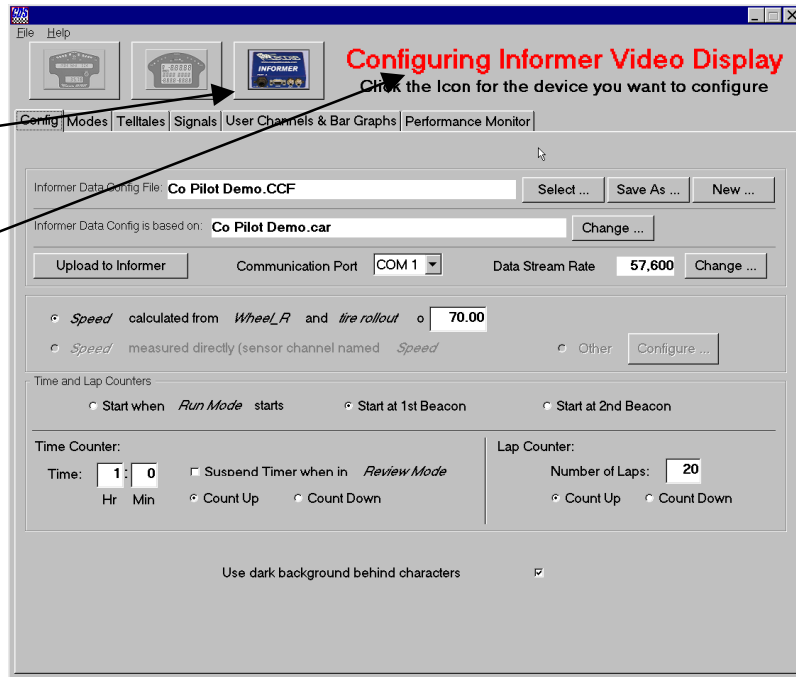 File Help
INFORMER
Configuring Informer Video Display
Click the Icon for the device you want to configure
Config Modes Telltales Signals User Channels & Bar Graphs Performance Monitor
Informer Data Config File: Co Pilot Demo.CCF Select ... Save As ... New ...
Informer Data Config is based on: Co Pilot Demo.car Change ...
Upload to Informer Communication Port COM 1 Data Stream Rate 57,600 Change ...
Speed calculated from Wheel_R and tire rollout o 70.00
Speed measured directly (sensor channel named Speed Other Configure ...
Time and Lap Counters
Start when Run Mode starts Start at 1st Beacon Start at 2nd Beacon
Time Counter: Lap Counter:
Time: 1 : 0 Suspend Timer when in Review Mode Number of Laps: 20
Hr Min Count Up Count Down Count Up Count Down
Use dark background behind characters